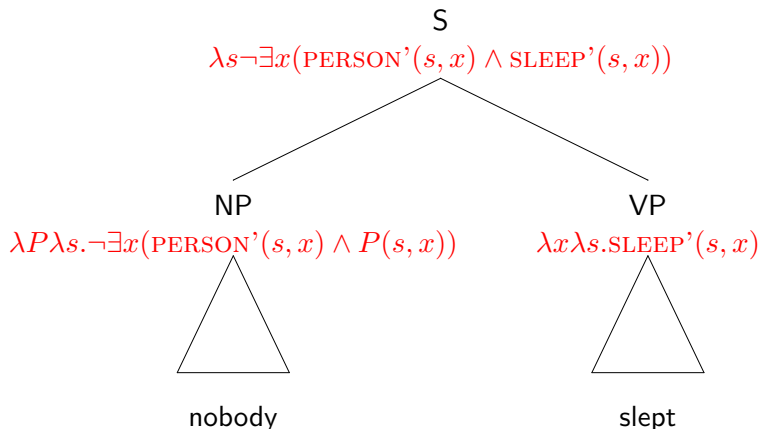 S
λs¬∃x(PERSON’(s, x) ∧ SLEEP’(s, x))
NP VP
λPλs.¬∃x(PERSON’(s, x) ∧ P(s, x)) λxλs.SLEEP’(s, x)
nobody slept